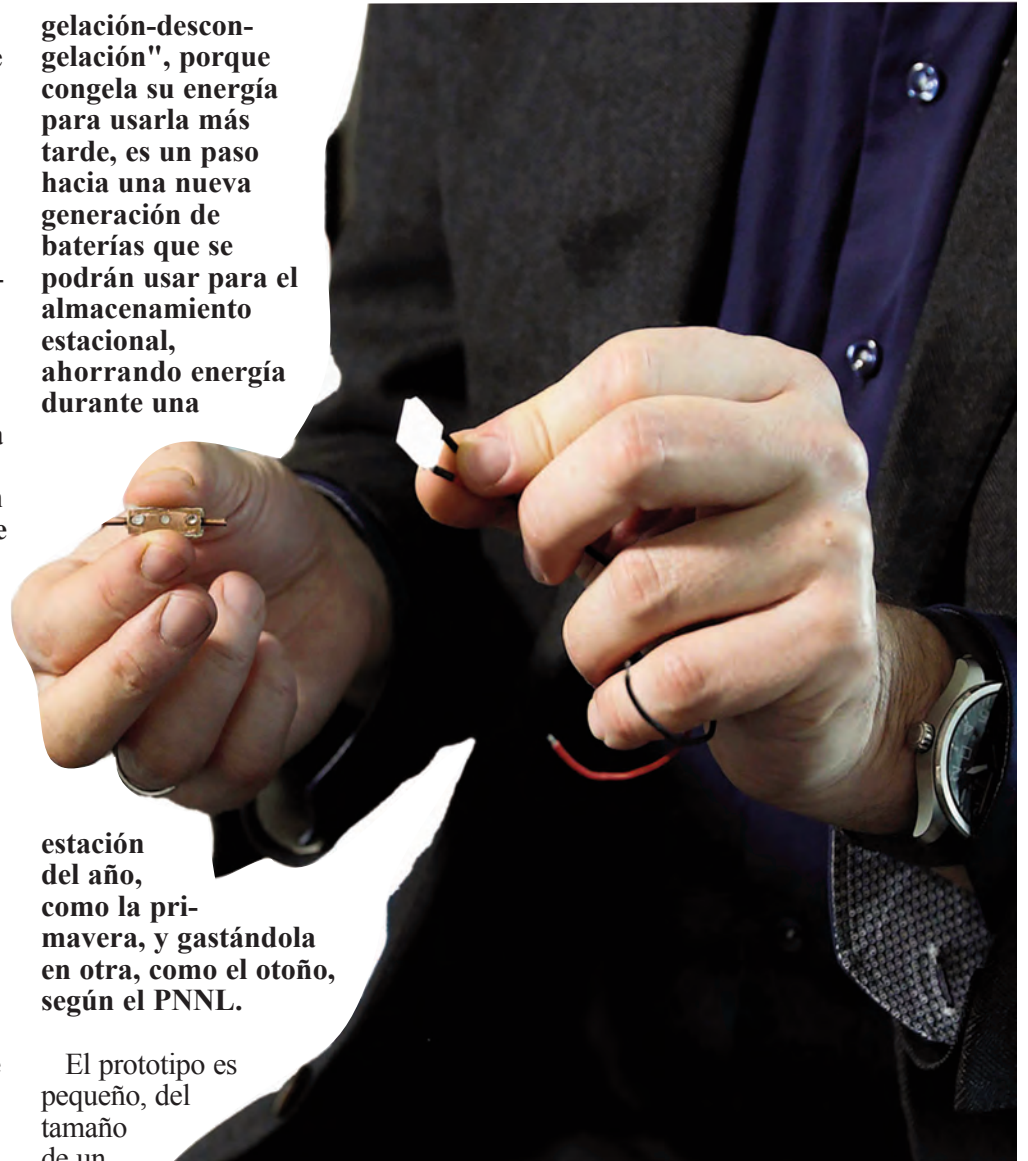 gelación-descon-
gelación", porque
congela su energía
para usarla más
tarde, es un paso
hacia una nueva
generación de
baterías que se
podrán usar para el
almacenamiento
estacional,
ahorrando energía
durante una
estación
del año,
como la pri-
mavera, y gastándola
en otra, como el otoño,
según el PNNL.
El prototipo es
pequeño, del
tamaño
de un